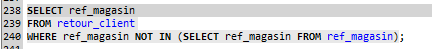 238 SELECT ref_magasin
239 FROM retour_client
240 WHERE ref_magasin NOT IN (SELECT ref_magasin FROM ref_magasin);